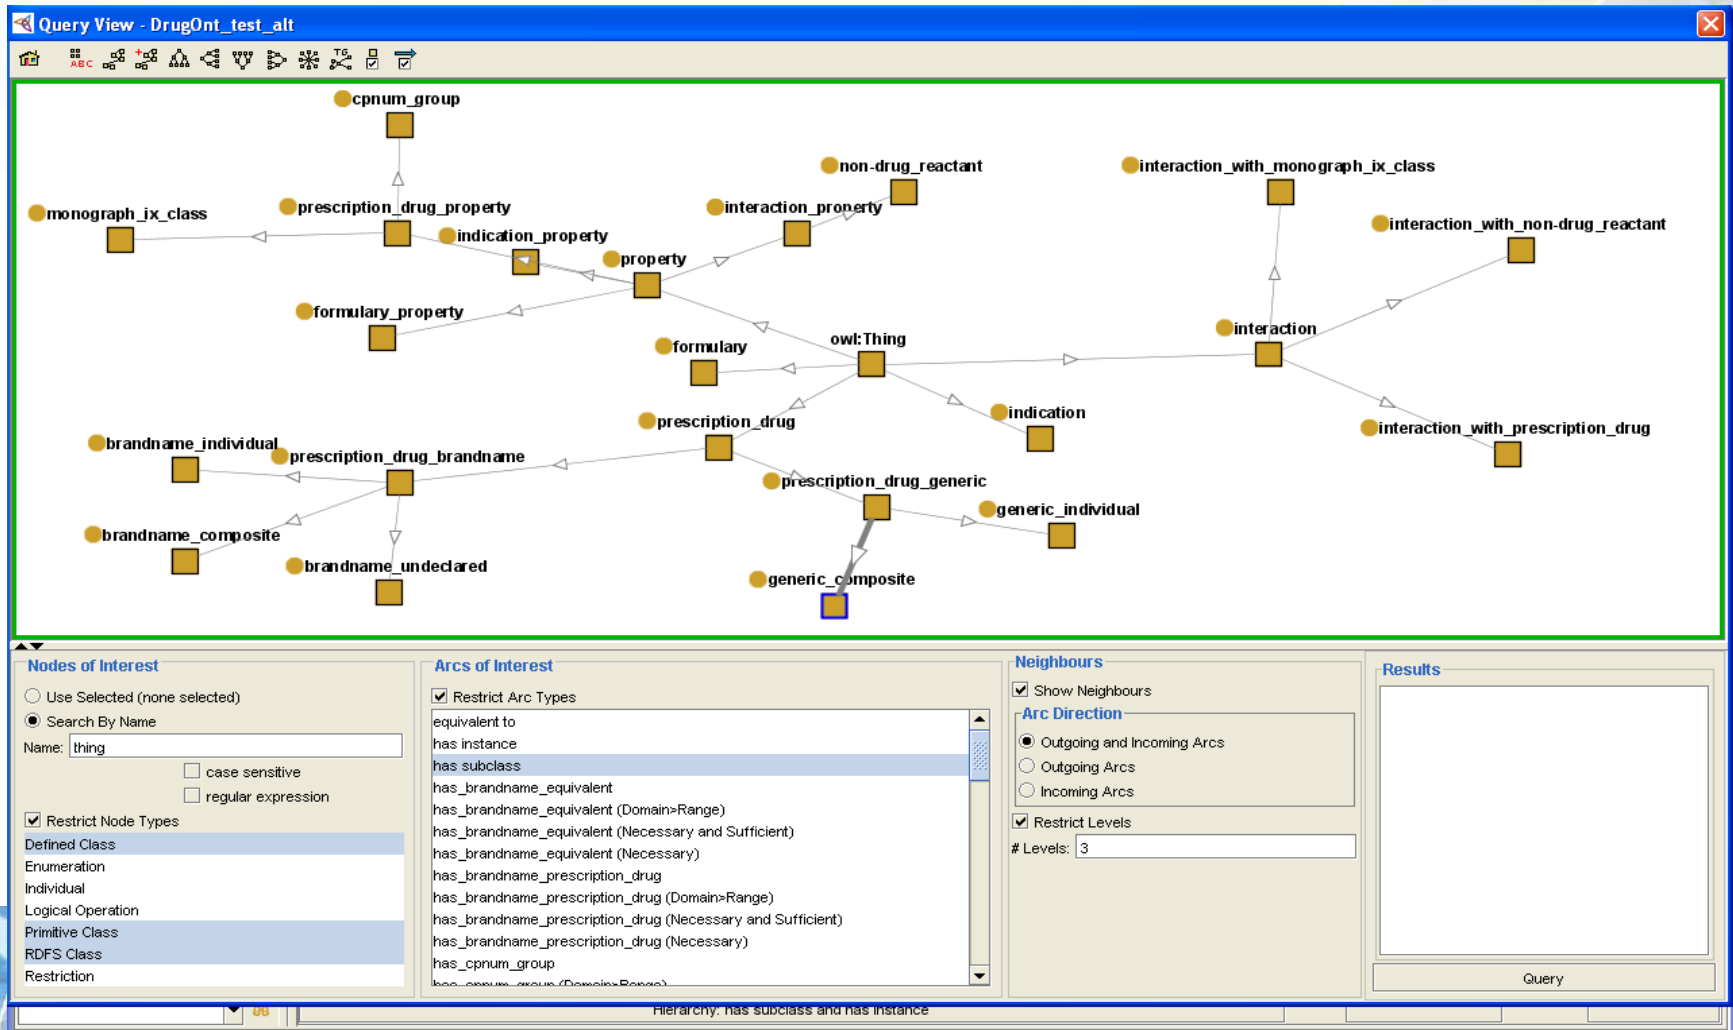 Query View - DrugOnt_test_alt
ABC
TG
cpnum_group
non-drug_reactant
interaction_with_monograph_ix_class
monograph_ix_class
prescription_drug_property
interaction_property
indication_property
interaction_with_non-drug_reactant
property
formulary_property
interaction
owl:Thing
formulary
indication
prescription_drug
interaction_with_prescription_drug
brandname_individual
prescription_drug_brandname
prescription_drug_generic
generic_individual
brandname_composite
brandname_undeclared
generic_composite
Nodes of Interest
Use Selected (none selected)
Search By Name
Name: thing
case sensitive
regular expression
Restrict Node Types
Defined Class
Enumeration
Individual
Logical Operation
Primitive Class
RDFS Class
Restriction
Arcs of Interest
Restrict Arc Types
equivalent to
has instance
has subclass
has_brandname_equivalent
has_brandname_equivalent (Domain>Range)
has_brandname_equivalent (Necessary and Sufficient)
has_brandname_equivalent (Necessary)
has_brandname_prescription_drug
has_brandname_prescription_drug (Domain>Range)
has_brandname_prescription_drug (Necessary and Sufficient)
has_brandname_prescription_drug (Necessary)
has_cpnum_group
has_cpnum_group (Domain>Range)
Neighbours
Show Neighbours
Arc Direction
Outgoing and Incoming Arcs
Outgoing Arcs
Incoming Arcs
Restrict Levels
# Levels: 3
Results
Query
Hierarchy: has subclass and has instance